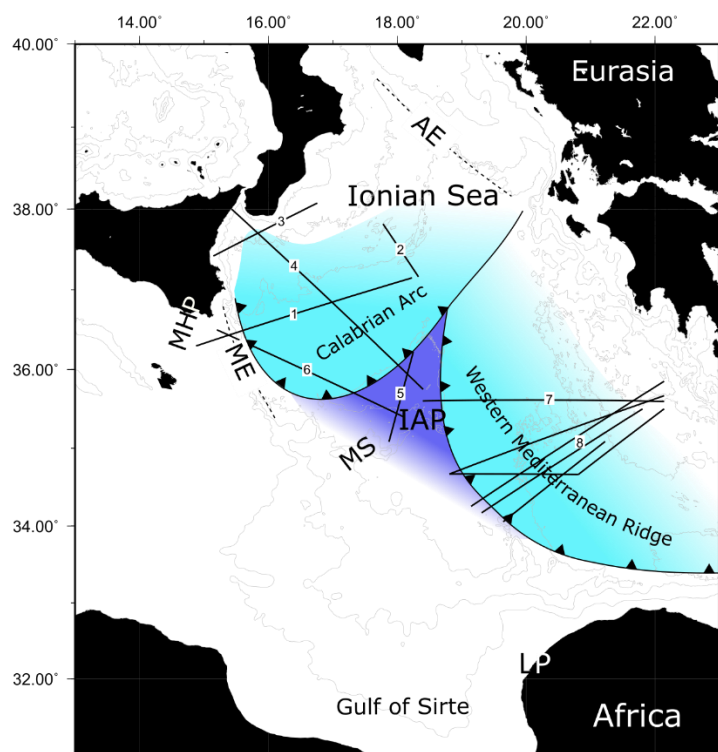 14.00° 16.00° 18.00° 20.00° 22.00°
40.00°
Eurasia
AE
38.00°
Ionian Sea
3
2
4
MHP
1
Calabrian Arc
ME
36.00°
6
5
7
IAP
Western Mediterranean Ridge
MS
8
34.00°
32.00°
LP
Gulf of Sirte
Africa